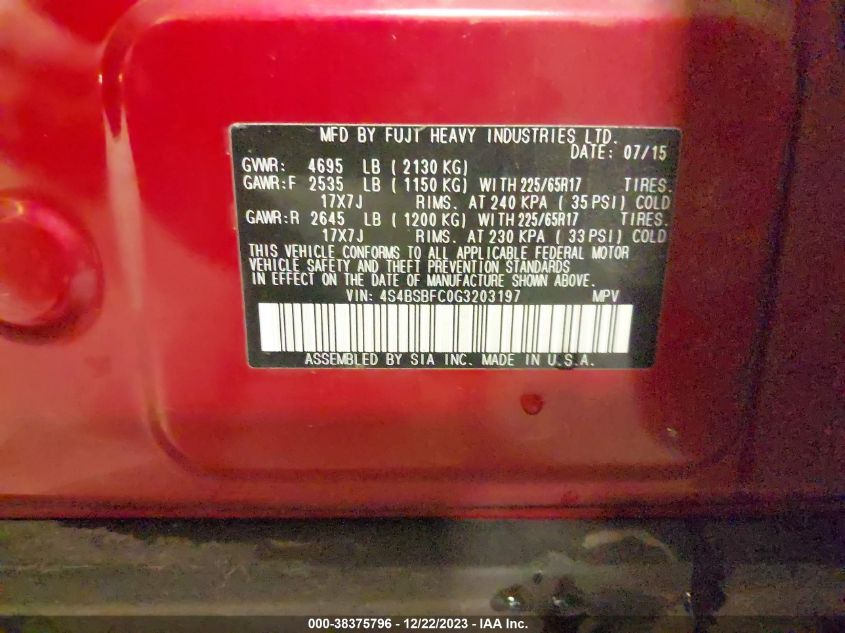 MFD BY FUJI HEAVY INDUSTRIES LTD.
DATE: 07/15
GVWR: 4695 LB ( 2130 KG)
GAWR:F 2535 LB ( 1150 KG) WITH 225/65R17 TIRES.
17X7J RIMS. AT 240 KPA ( 35 PSI) COLD
GAWR:R 2645 LB ( 1200 KG) WITH 225/65R17 TIRES.
17X7J RIMS. AT 230 KPA ( 33 PSI) COLD
THIS VEHICLE CONFORMS TO ALL APPLICABLE FEDERAL MOTOR
VEHICLE SAFETY AND THEFT PREVENTION STANDARDS
IN EFFECT ON THE DATE OF MANUFACTURE SHOWN ABOVE.
VIN: 4S4BSBFC0G3203197 MPV
ASSEMBLED BY SIA INC. MADE IN U.S.A.
000-38375796 - 12/22/2023 - IAA Inc.